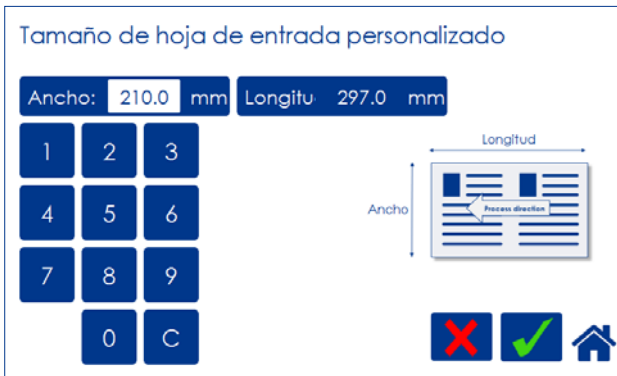 Tamaño de hoja de entrada personalizado
Ancho: 210.0 mm Longitu 297.0 mm
1 2 3
4 5 6
7 8 9
0 C
Longitud
Ancho
Process direction